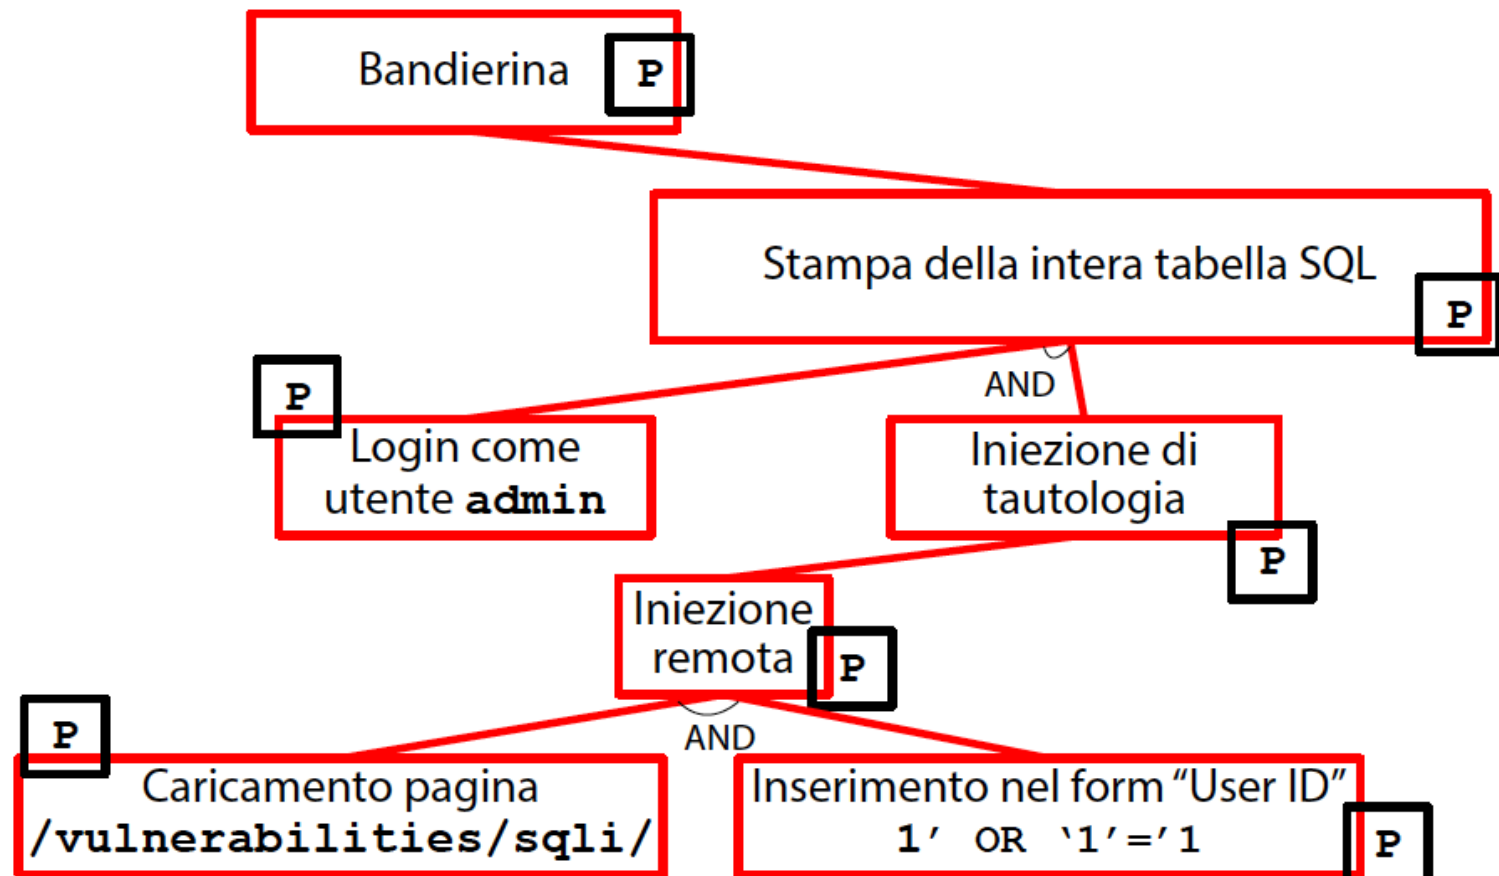 Bandierina
P
Stampa della intera tabella SQL
P
AND
P
Login come
utente admin
Iniezione di
tautologia
P
Iniezione
remota
P
AND
P
Caricamento pagina
/vulnerabilities/sqli/
Inserimento nel form “User ID”
1’ OR ‘1’=’1
P